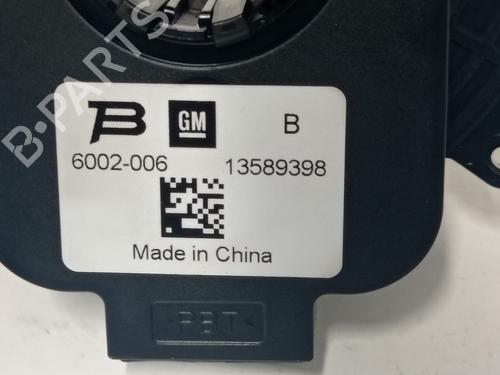 B-PARTS
B GM B
6002-006 13589398
Made in China
>PBT<